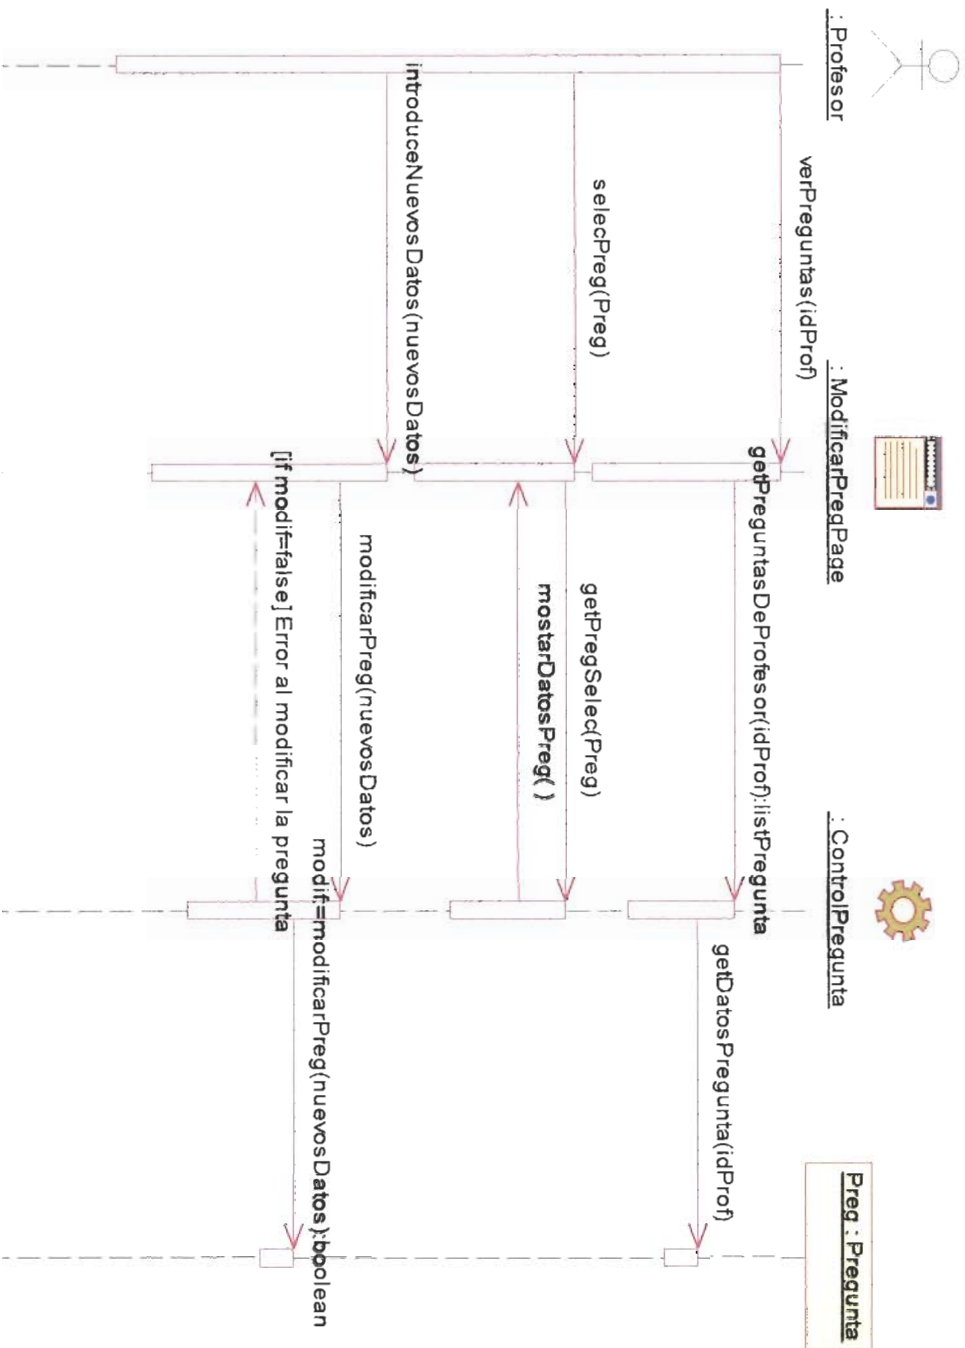 : Profesor
: ModificarPregPage
: ControlPregunta
Preg : Pregunta
verPreguntas(idProf)
getPreguntasDeProfesor(idProf):listPregunta
getDatosPregunta(idProf)
selecPreg(Preg)
getPregSelec(Preg)
mostarDatosPreg( )
introduceNuevosDatos(nuevosDatos)
modificarPreg(nuevosDatos)
modif:=modificarPreg(nuevosDatos):boolean
[if modif=false] Error al modificar la pregunta